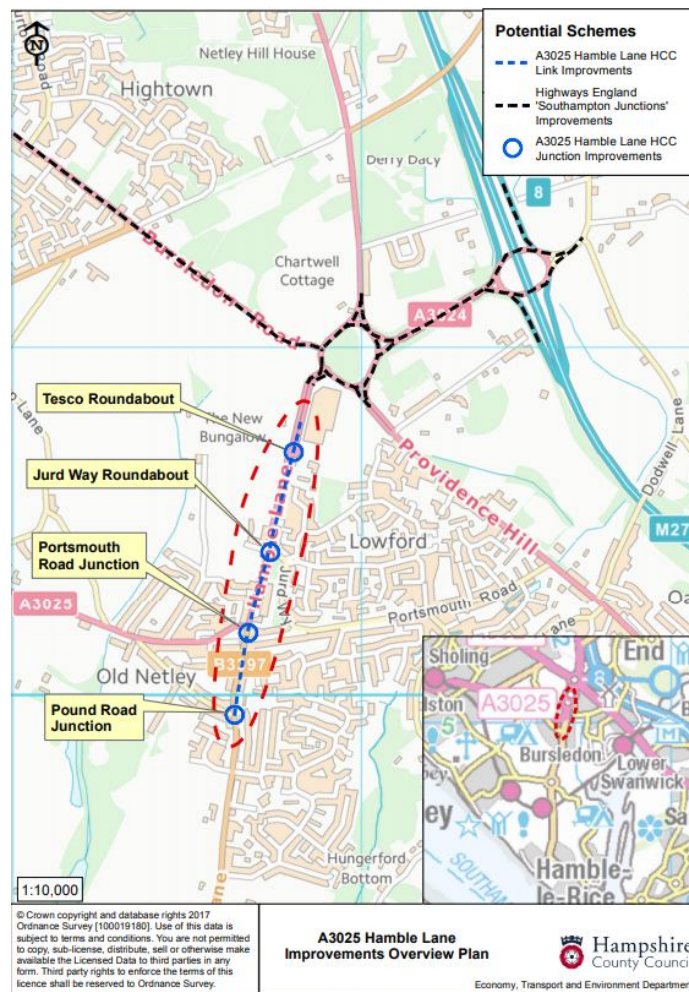 Potential Schemes
A3025 Hamble Lane HCC
Link Improvments
Highways England
'Southampton Junctions'
Improvements
A3025 Hamble Lane HCC
Junction Improvements
N
Netley Hill House
Hightown
Derry Dacy
8
Chartwell
Cottage
Bursledon Road
A3024
Tesco Roundabout
The New
Bungalow
Providence Hill
Dodwell Lane
Jurd Way Roundabout
Hamble Lane
Lowford
M27
Portsmouth
Road Junction
Jurd Way
Portsmouth Road
A3025
B3397
Old Netley
Pound Road
Junction
Hungerford
Bottom
1:10,000
Sholing
End
8
A3025
5
Bursledon
Lower
Swanwick
Hamble-
le-Rice
© Crown copyright and database rights 2017
Ordnance Survey [100019180]. Use of this data is
subject to terms and conditions. You are not permitted
to copy, sub-license, distribute, sell or otherwise make
available the Licensed Data to third parties in any
form. Third party rights to enforce the terms of this
licence shall be reserved to Ordnance Survey.
A3025 Hamble Lane
Improvements Overview Plan
Hampshire
County Council
Economy, Transport and Environment Department